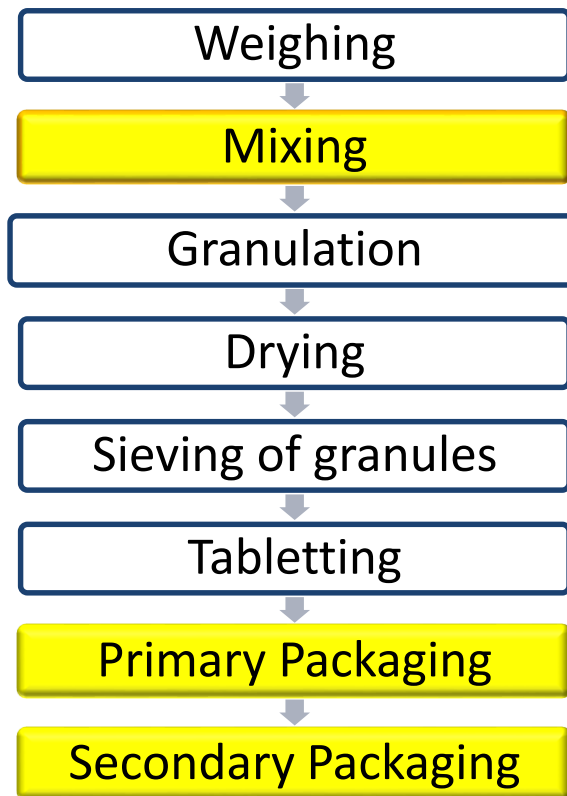 Weighing
Mixing
Granulation
Drying
Sieving of granules
Tabletting
Primary Packaging
Secondary Packaging